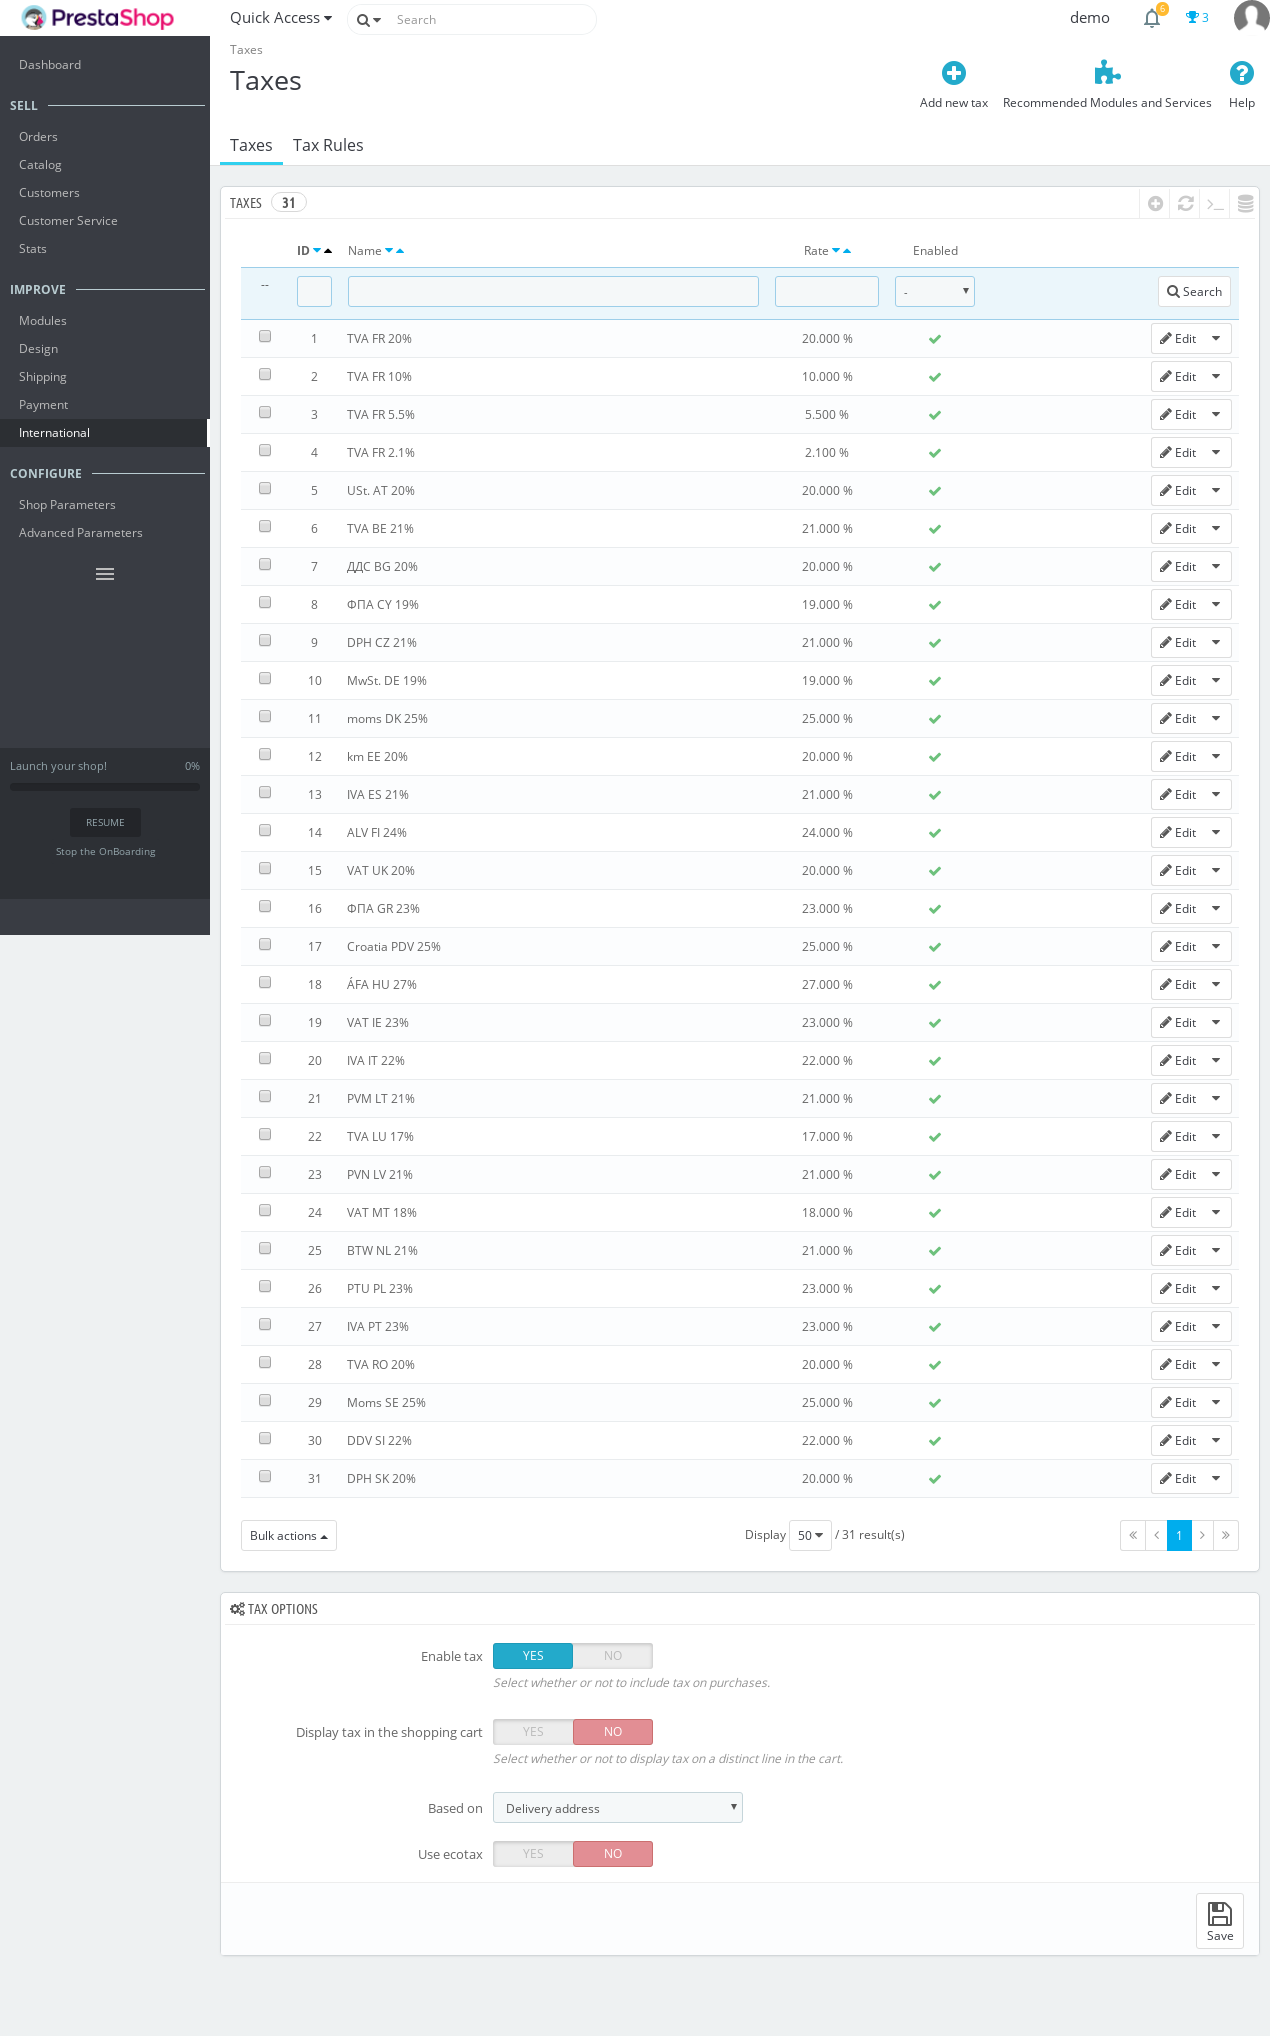 PrestaShop
Quick Access
Search
demo
6
3
Dashboard
SELL
Orders
Catalog
Customers
Customer Service
Stats
IMPROVE
Modules
Design
Shipping
Payment
International
CONFIGURE
Shop Parameters
Advanced Parameters
Launch your shop! 0%
RESUME
Stop the OnBoarding
Taxes
Taxes
Add new tax
Recommended Modules and Services
Help
Taxes Tax Rules
TAXES 31
ID Name Rate Enabled
-- - Search
1 TVA FR 20% 20.000 % Edit
2 TVA FR 10% 10.000 % Edit
3 TVA FR 5.5% 5.500 % Edit
4 TVA FR 2.1% 2.100 % Edit
5 USt. AT 20% 20.000 % Edit
6 TVA BE 21% 21.000 % Edit
7 ДДС BG 20% 20.000 % Edit
8 ΦΠΑ CY 19% 19.000 % Edit
9 DPH CZ 21% 21.000 % Edit
10 MwSt. DE 19% 19.000 % Edit
11 moms DK 25% 25.000 % Edit
12 km EE 20% 20.000 % Edit
13 IVA ES 21% 21.000 % Edit
14 ALV FI 24% 24.000 % Edit
15 VAT UK 20% 20.000 % Edit
16 ΦΠΑ GR 23% 23.000 % Edit
17 Croatia PDV 25% 25.000 % Edit
18 ÁFA HU 27% 27.000 % Edit
19 VAT IE 23% 23.000 % Edit
20 IVA IT 22% 22.000 % Edit
21 PVM LT 21% 21.000 % Edit
22 TVA LU 17% 17.000 % Edit
23 PVN LV 21% 21.000 % Edit
24 VAT MT 18% 18.000 % Edit
25 BTW NL 21% 21.000 % Edit
26 PTU PL 23% 23.000 % Edit
27 IVA PT 23% 23.000 % Edit
28 TVA RO 20% 20.000 % Edit
29 Moms SE 25% 25.000 % Edit
30 DDV SI 22% 22.000 % Edit
31 DPH SK 20% 20.000 % Edit
Bulk actions Display 50 / 31 result(s) « ‹ 1 › »
TAX OPTIONS
Enable tax YES NO
Select whether or not to include tax on purchases.
Display tax in the shopping cart YES NO
Select whether or not to display tax on a distinct line in the cart.
Based on Delivery address
Use ecotax YES NO
Save